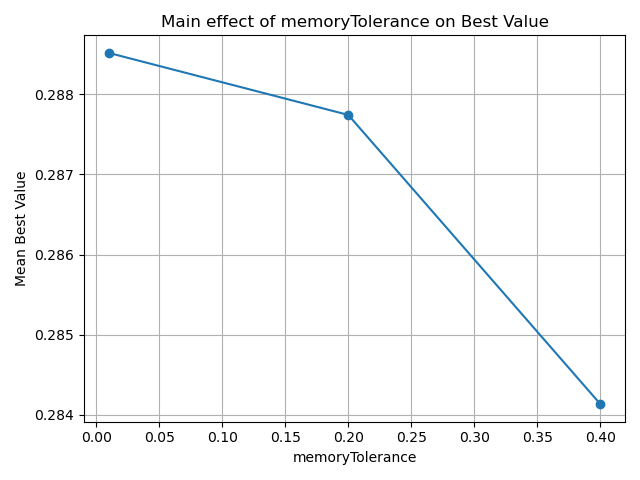 Main effect of memoryTolerance on Best Value
Mean Best Value
0.288
0.287
0.286
0.285
0.284
0.00 0.05 0.10 0.15 0.20 0.25 0.30 0.35 0.40
memoryTolerance